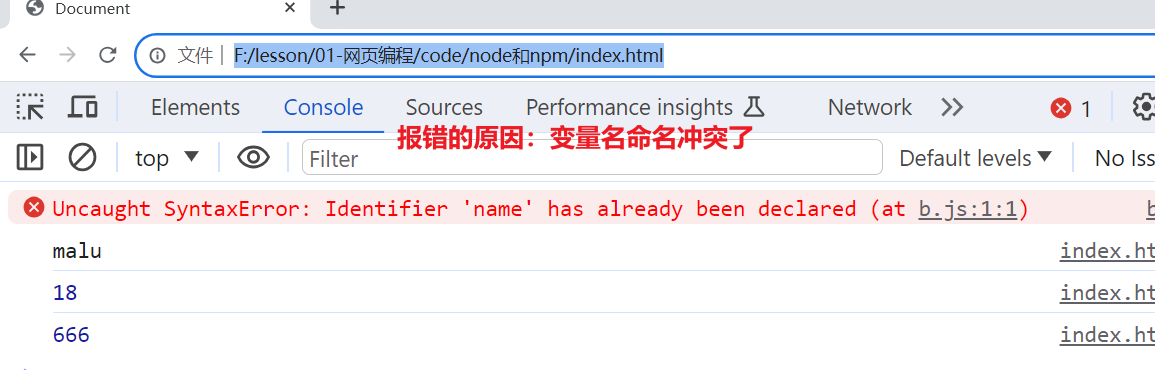 Document
文件 F:/lesson/01-网页编程/code/node和npm/index.html
Elements Console Sources Performance insights Network 1
报错的原因：变量名命名冲突了
top Filter Default levels No Iss
Uncaught SyntaxError: Identifier 'name' has already been declared (at b.js:1:1) b
malu index.ht
18 index.ht
666 index.ht